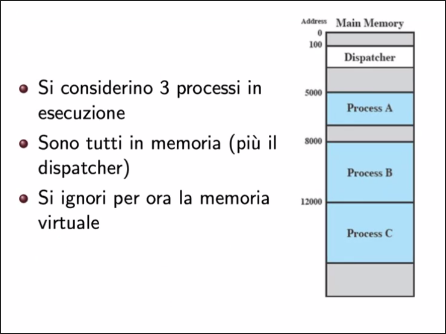 Si considerino 3 processi in
esecuzione
Sono tutti in memoria (più il
dispatcher)
Si ignori per ora la memoria
virtuale
Address Main Memory
0
100
Dispatcher
5000
Process A
8000
Process B
12000
Process C